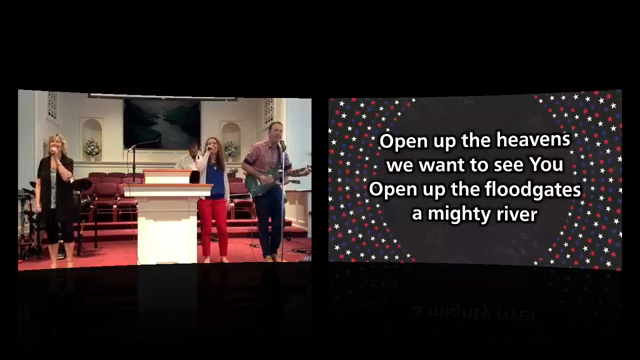 Open up the heavens
we want to see You
Open up the floodgates
a mighty river